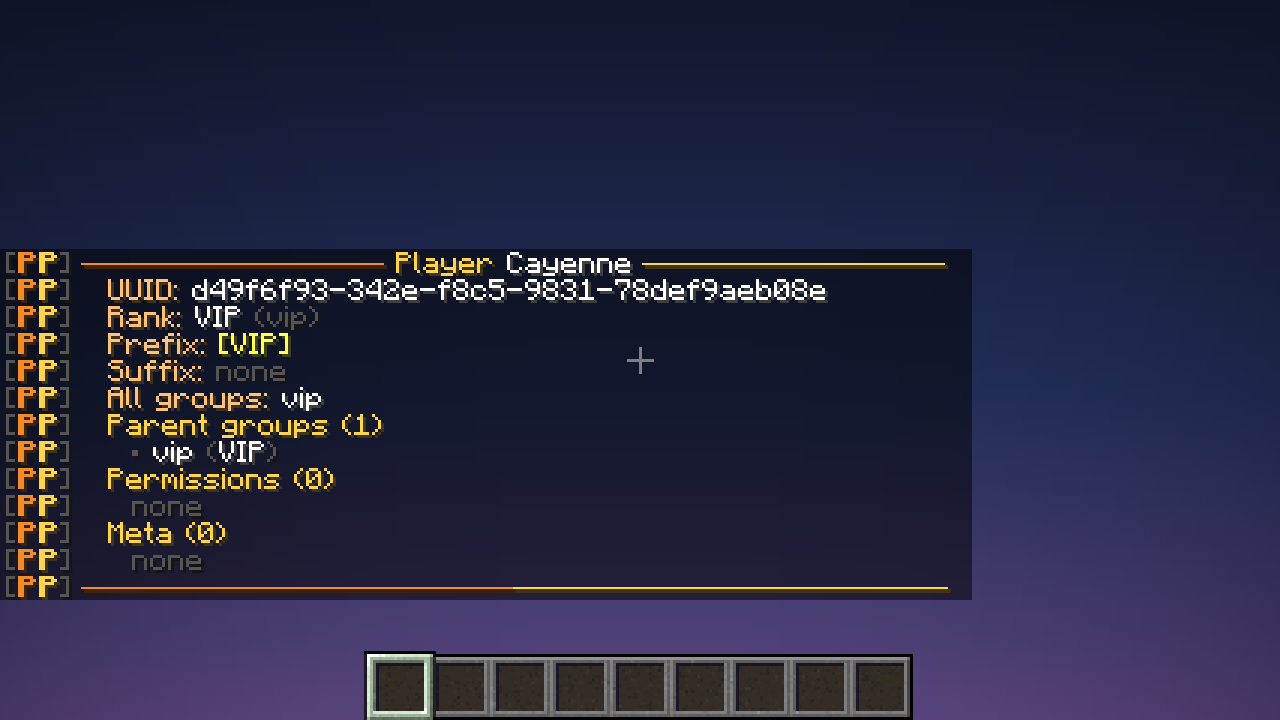 [PP] Player Cayenne
[PP] UUID: d49f6f93-342e-f8c5-9831-78def9aeb08e
[PP] Rank: VIP (vip)
[PP] Prefix: [VIP]
[PP] Suffix: none
[PP] All groups: vip
[PP] Parent groups (1)
[PP] • vip (VIP)
[PP] Permissions (0)
[PP] none
[PP] Meta (0)
[PP] none
[PP]